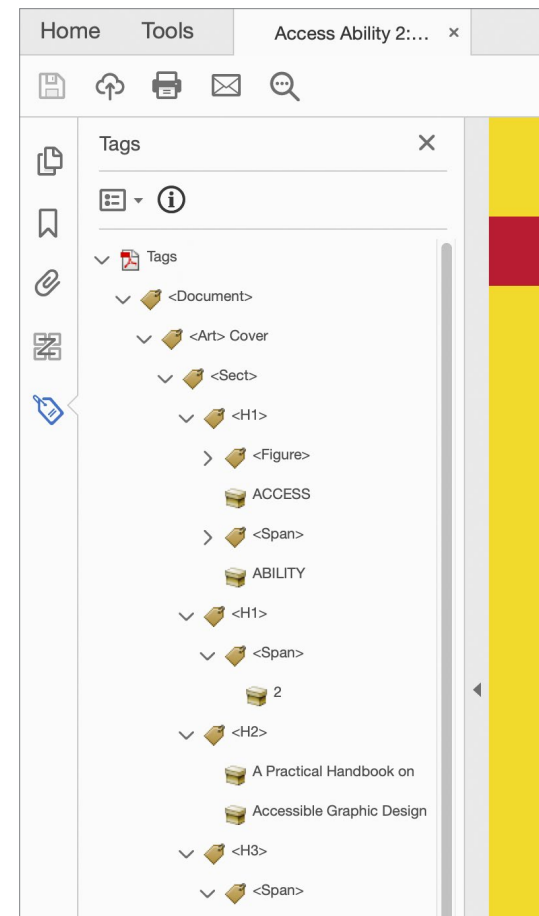 Home Tools Access Ability 2:... ×
Tags
Tags
<Document>
<Art> Cover
<Sect>
<H1>
<Figure>
ACCESS
<Span>
ABILITY
<H1>
<Span>
2
<H2>
A Practical Handbook on
Accessible Graphic Design
<H3>
<Span>